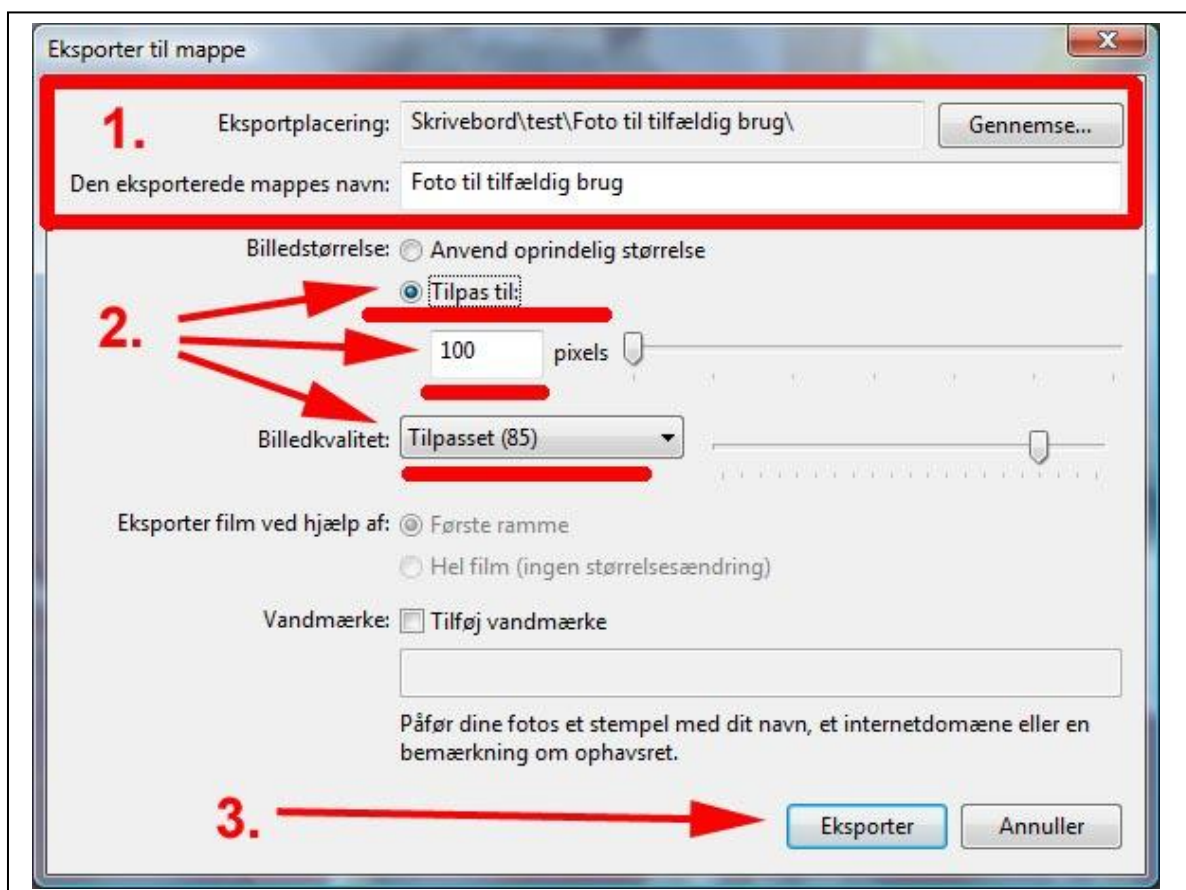 Eksporter til mappe
1.
Eksportplacering: Skrivebord\test\Foto til tilfældig brug\ Gennemse...
Den eksporterede mappes navn: Foto til tilfældig brug
Billedstørrelse: Anvend oprindelig størrelse
Tilpas til:
2.
100 pixels
Billedkvalitet: Tilpasset (85)
Eksporter film ved hjælp af: Første ramme
Hel film (ingen størrelsesændring)
Vandmærke: Tilføj vandmærke
Påfør dine fotos et stempel med dit navn, et internetdomæne eller en
bemærkning om ophavsret.
3.
Eksporter Annuller